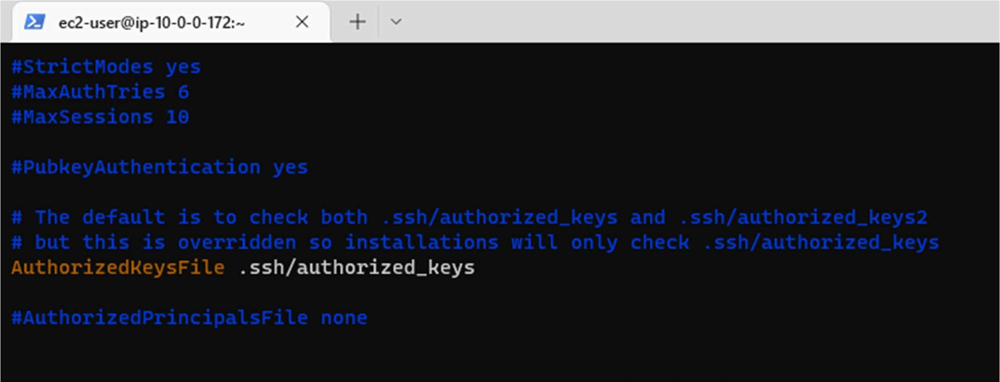 ec2-user@ip-10-0-0-172:~
#StrictModes yes
#MaxAuthTries 6
#MaxSessions 10
#PubkeyAuthentication yes
# The default is to check both .ssh/authorized_keys and .ssh/authorized_keys2
# but this is overridden so installations will only check .ssh/authorized_keys
AuthorizedKeysFile .ssh/authorized_keys
#AuthorizedPrincipalsFile none